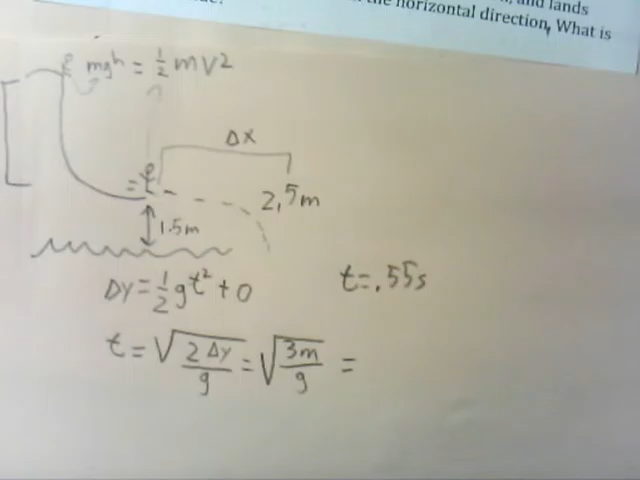 and lands
the horizontal direction, What is
mgh = 1/2 mv²
Δx
2,5m
1.5m
Δy = 1/2 gt² + 0
t = .55s
t = √(2Δy/g) = √(3m/g) =